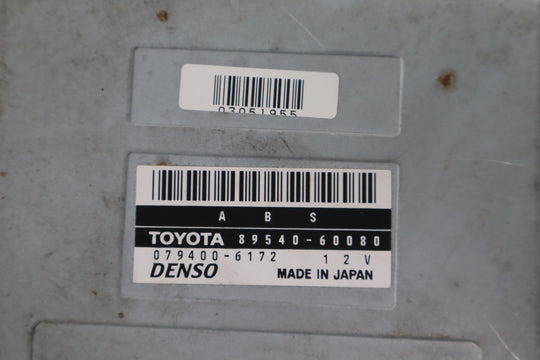 03051955
A B S
TOYOTA 89540-60080
079400-6172 12V
DENSO MADE IN JAPAN